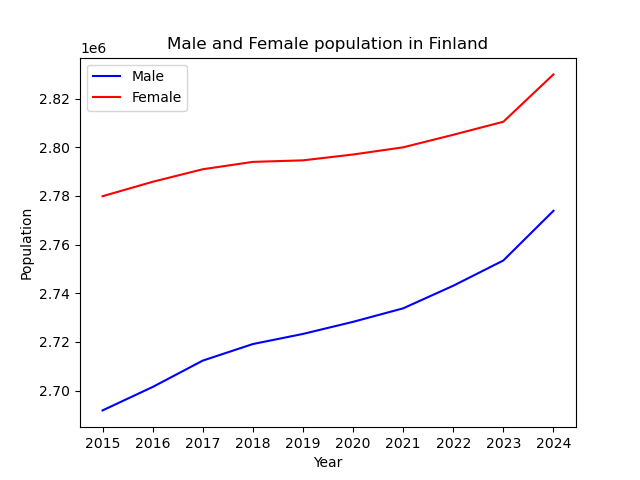 Male and Female population in Finland
1e6
Male
Female
2.82
2.80
2.78
2.76
2.74
2.72
2.70
Population
2015 2016 2017 2018 2019 2020 2021 2022 2023 2024
Year